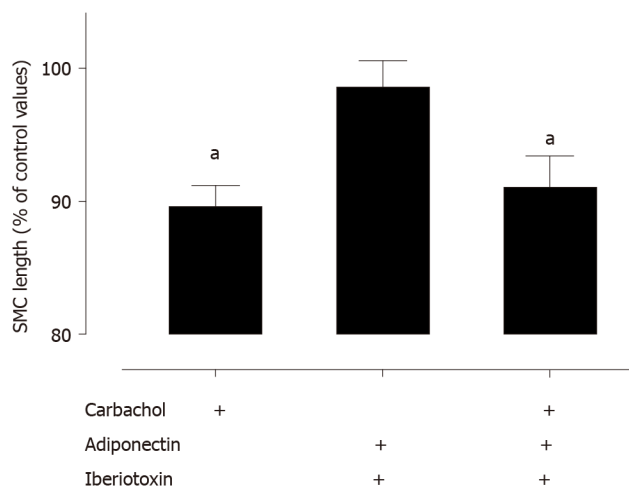 SMC length (% of control values)
100
90
80
a
a
Carbachol + +
Adiponectin + +
Iberiotoxin + +